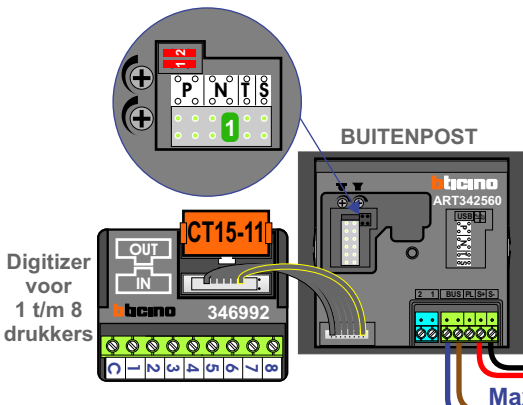 1 2
P N T S
1
BUITENPOST
bticino
ART342560
USB
P N T S
2 1 BUS PL S+ S-
CT15-11
OUT
IN
bticino
346992
C 1 2 3 4 5 6 7 8
Digitizer
voor
1 t/m 8
drukkers
Max